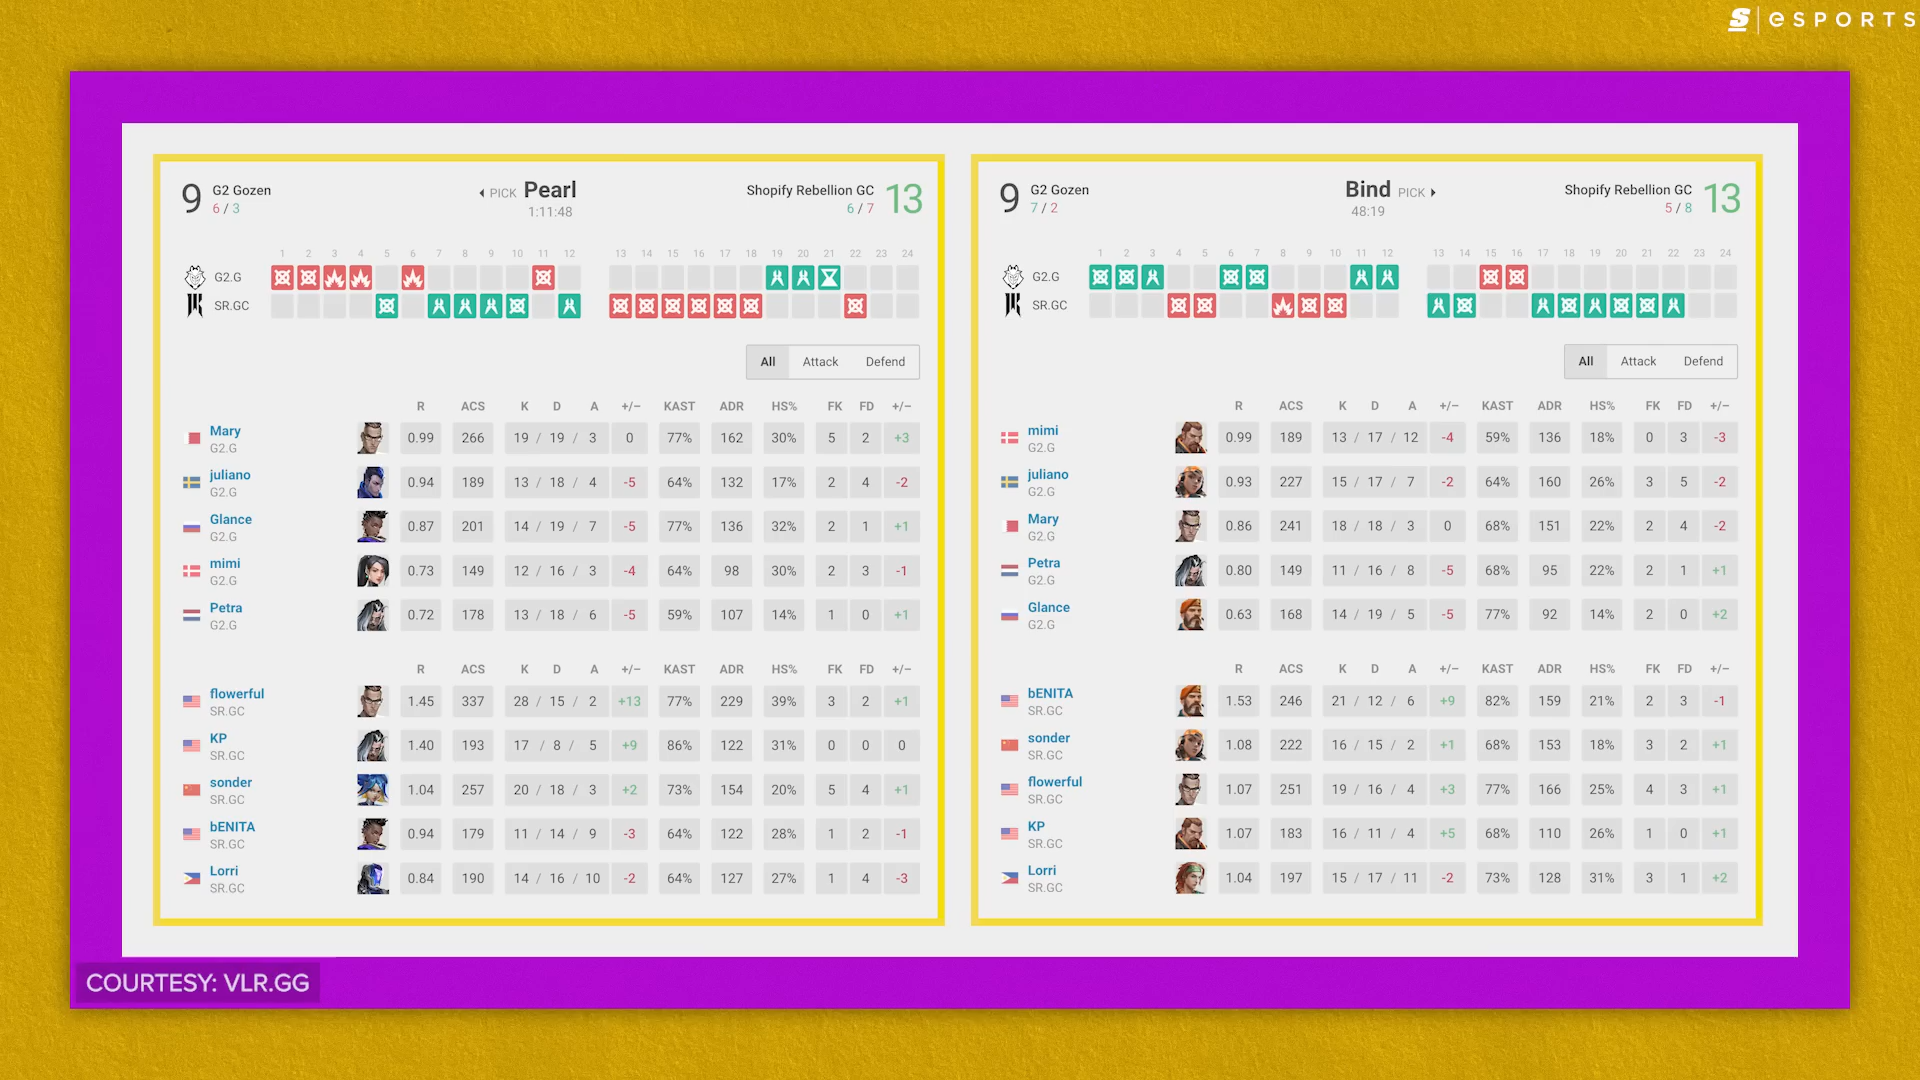 S | eSPORTS
9 G2 Gozen 6 / 3 PICK Pearl 1:11:48 Shopify Rebellion GC 6 / 7 13
1 2 3 4 5 6 7 8 9 10 11 12 13 14 15 16 17 18 19 20 21 22 23 24
G2.G
SR.GC
All Attack Defend
R ACS K D A +/– KAST ADR HS% FK FD +/–
Mary G2.G 0.99 266 19 / 19 / 3 0 77% 162 30% 5 2 +3
juliano G2.G 0.94 189 13 / 18 / 4 -5 64% 132 17% 2 4 -2
Glance G2.G 0.87 201 14 / 19 / 7 -5 77% 136 32% 2 1 +1
mimi G2.G 0.73 149 12 / 16 / 3 -4 64% 98 30% 2 3 -1
Petra G2.G 0.72 178 13 / 18 / 6 -5 59% 107 14% 1 0 +1
R ACS K D A +/– KAST ADR HS% FK FD +/–
flowerful SR.GC 1.45 337 28 / 15 / 2 +13 77% 229 39% 3 2 +1
KP SR.GC 1.40 193 17 / 8 / 5 +9 86% 122 31% 0 0 0
sonder SR.GC 1.04 257 20 / 18 / 3 +2 73% 154 20% 5 4 +1
bENITA SR.GC 0.94 179 11 / 14 / 9 -3 64% 122 28% 1 2 -1
Lorri SR.GC 0.84 190 14 / 16 / 10 -2 64% 127 27% 1 4 -3
9 G2 Gozen 7 / 2 Bind PICK 48:19 Shopify Rebellion GC 5 / 8 13
1 2 3 4 5 6 7 8 9 10 11 12 13 14 15 16 17 18 19 20 21 22 23 24
G2.G
SR.GC
All Attack Defend
R ACS K D A +/– KAST ADR HS% FK FD +/–
mimi G2.G 0.99 189 13 / 17 / 12 -4 59% 136 18% 0 3 -3
juliano G2.G 0.93 227 15 / 17 / 7 -2 64% 160 26% 3 5 -2
Mary G2.G 0.86 241 18 / 18 / 3 0 68% 151 22% 2 4 -2
Petra G2.G 0.80 149 11 / 16 / 8 -5 68% 95 22% 2 1 +1
Glance G2.G 0.63 168 14 / 19 / 5 -5 77% 92 14% 2 0 +2
R ACS K D A +/– KAST ADR HS% FK FD +/–
bENITA SR.GC 1.53 246 21 / 12 / 6 +9 82% 159 21% 2 3 -1
sonder SR.GC 1.08 222 16 / 15 / 2 +1 68% 153 18% 3 2 +1
flowerful SR.GC 1.07 251 19 / 16 / 4 +3 77% 166 25% 4 3 +1
KP SR.GC 1.07 183 16 / 11 / 4 +5 68% 110 26% 1 0 +1
Lorri SR.GC 1.04 197 15 / 17 / 11 -2 73% 128 31% 3 1 +2
COURTESY: VLR.GG